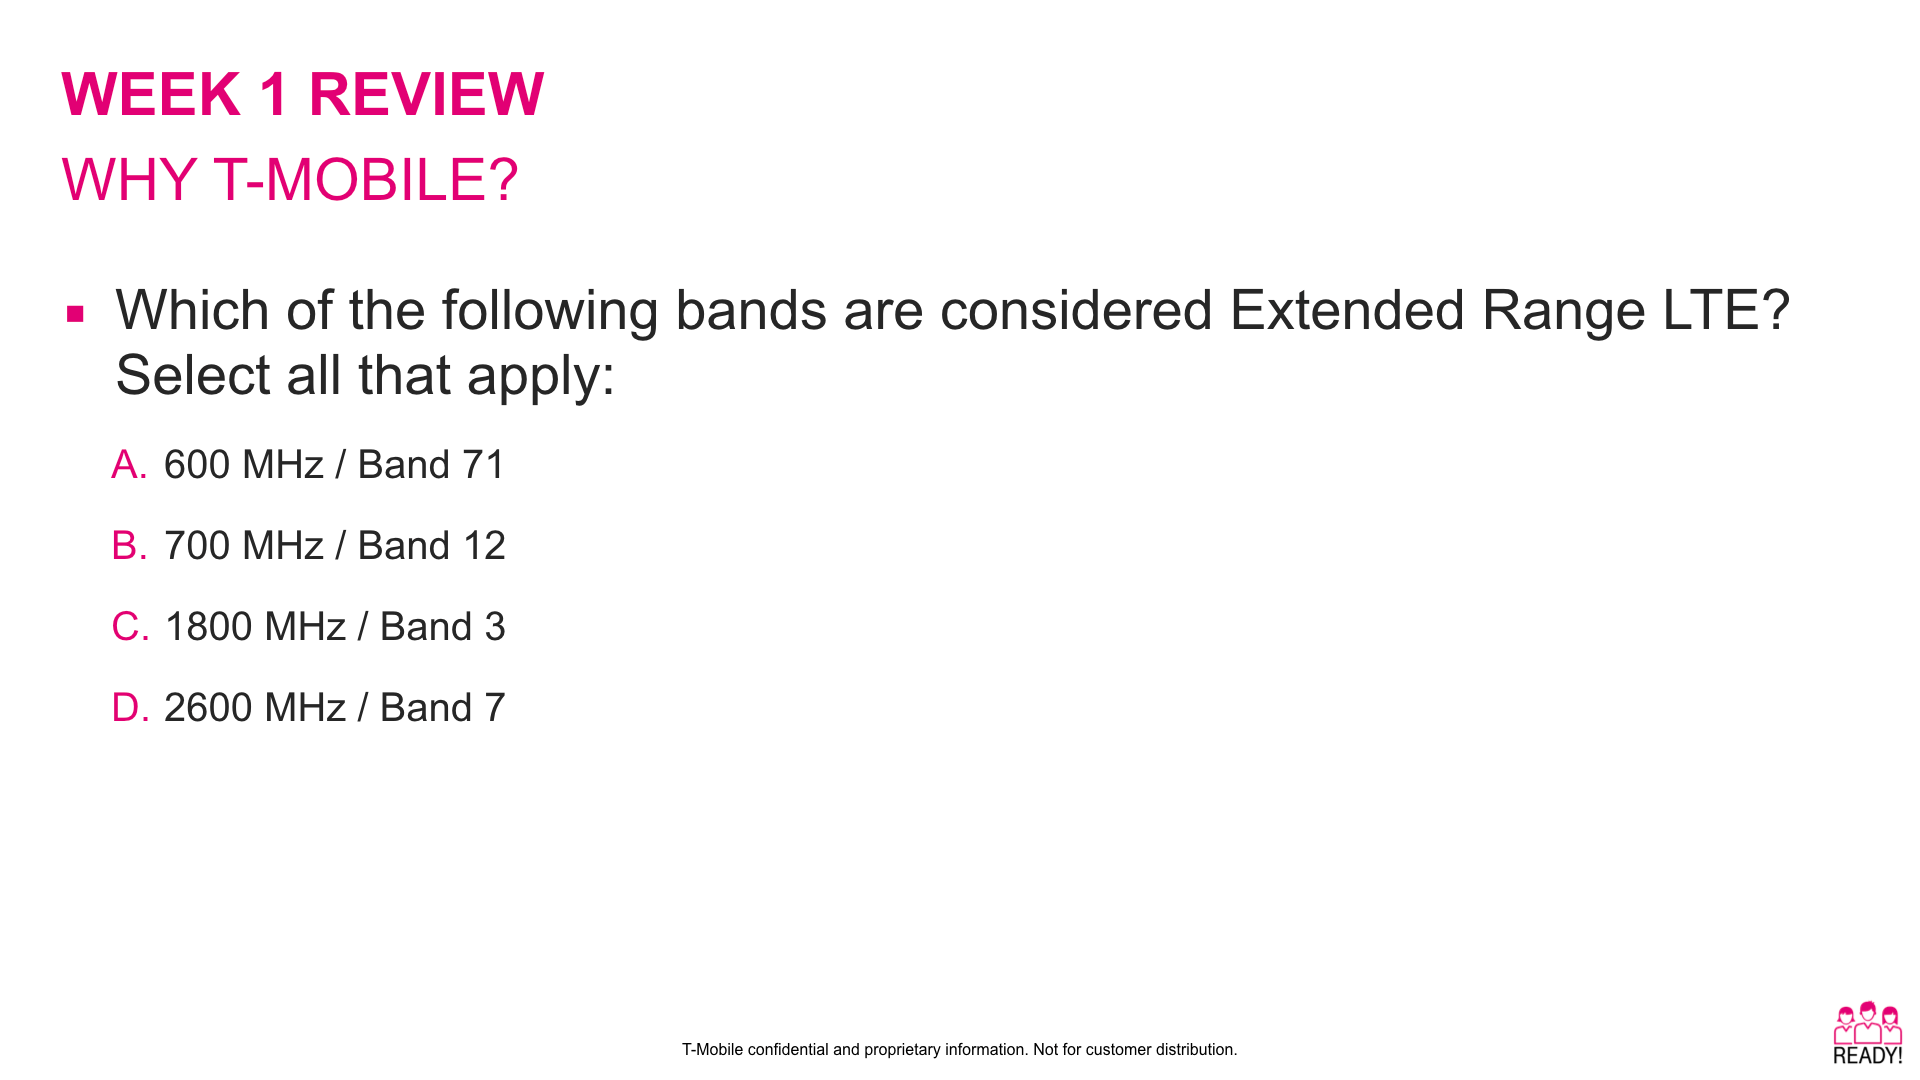 WEEK 1 REVIEW
WHY T-MOBILE?
▪ Which of the following bands are considered Extended Range LTE?
Select all that apply:
A. 600 MHz / Band 71
B. 700 MHz / Band 12
C. 1800 MHz / Band 3
D. 2600 MHz / Band 7
T-Mobile confidential and proprietary information. Not for customer distribution.
READY!